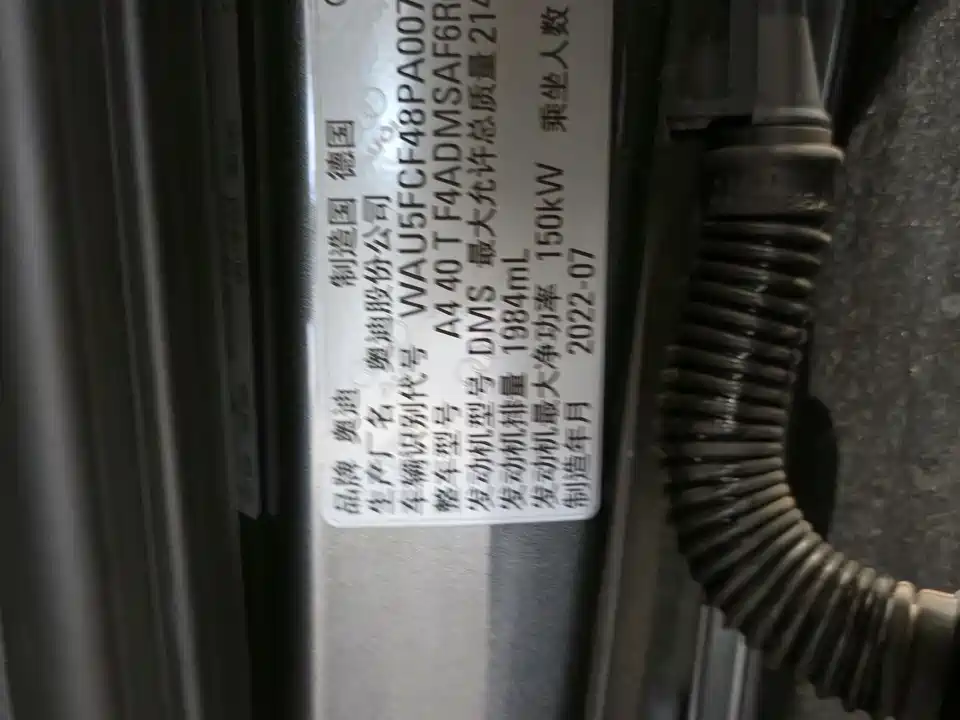 品牌 奥迪 制造国 德国
生产厂名 奥迪股份公司
车辆识别代号 WAU5FCF48PA007
整车型号 A4 40 T F4ADMSAF6R
发动机型号 DMS 最大允许总质量 214
发动机排量 1984mL
发动机最大净功率 150kW 乘坐人数
制造年月 2022-07